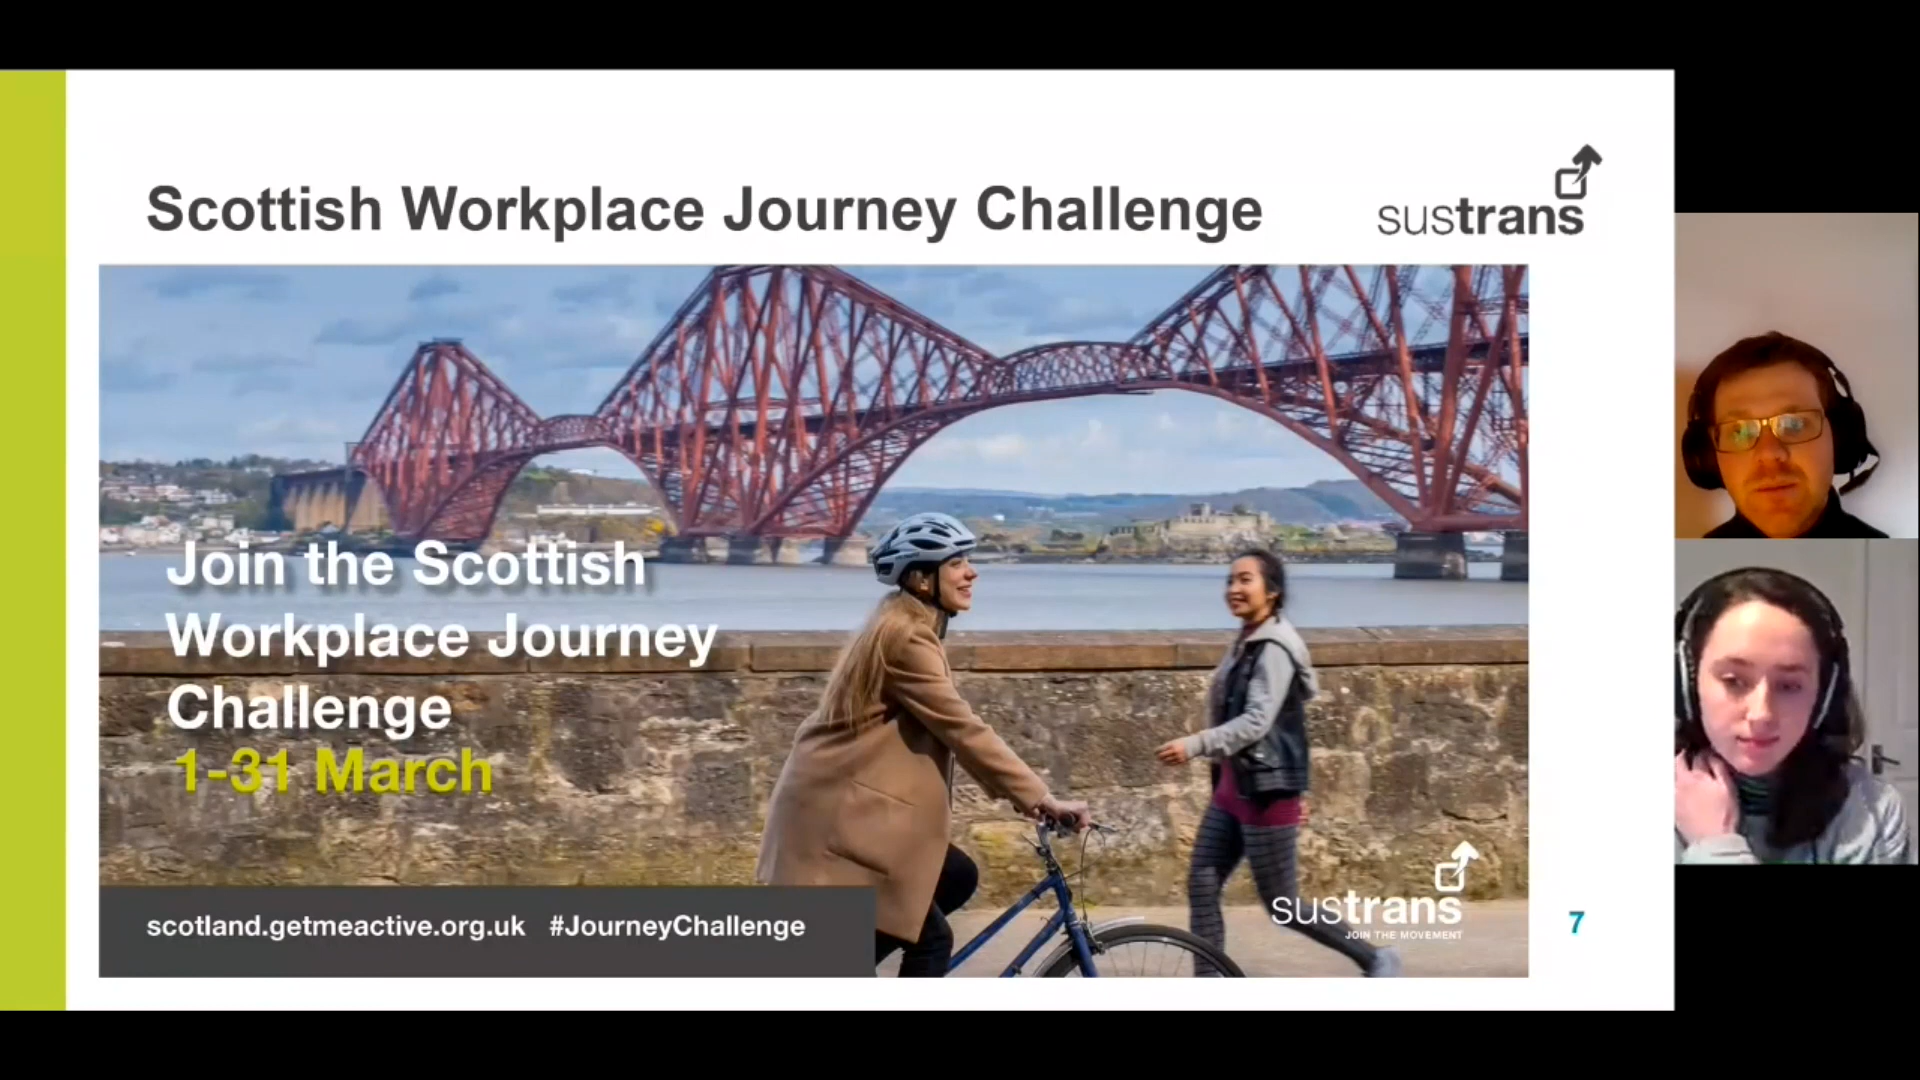 Scottish Workplace Journey Challenge
sustrans
Join the Scottish
Workplace Journey
Challenge
1-31 March
scotland.getmeactive.org.uk #JourneyChallenge
sustrans
JOIN THE MOVEMENT
7